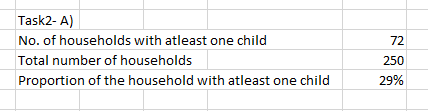 Task2- A)
No. of households with atleast one child 72
Total number of households 250
Proportion of the household with atleast one child 29%